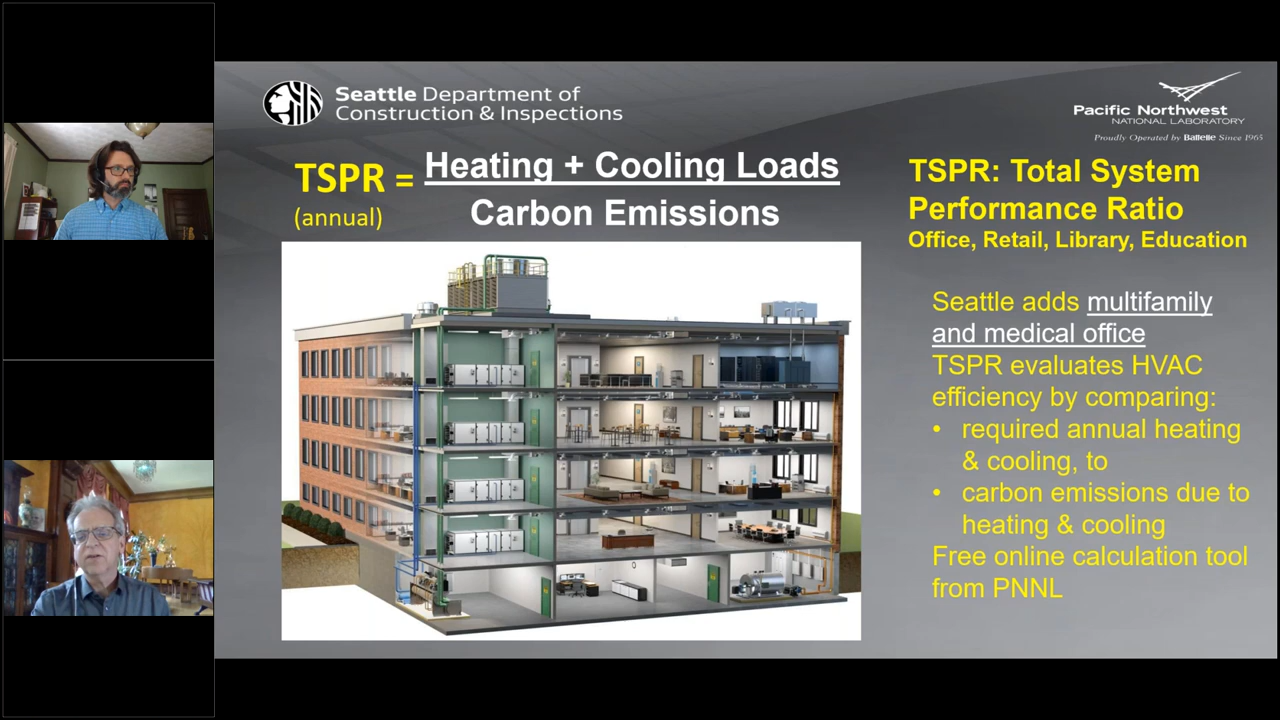 Seattle Department of
Construction & Inspections
Pacific Northwest
NATIONAL LABORATORY
Proudly Operated by Battelle Since 1965
TSPR = Heating + Cooling Loads
(annual) Carbon Emissions
TSPR: Total System
Performance Ratio
Office, Retail, Library, Education
Seattle adds multifamily
and medical office
TSPR evaluates HVAC
efficiency by comparing:
• required annual heating
& cooling, to
• carbon emissions due to
heating & cooling
Free online calculation tool
from PNNL